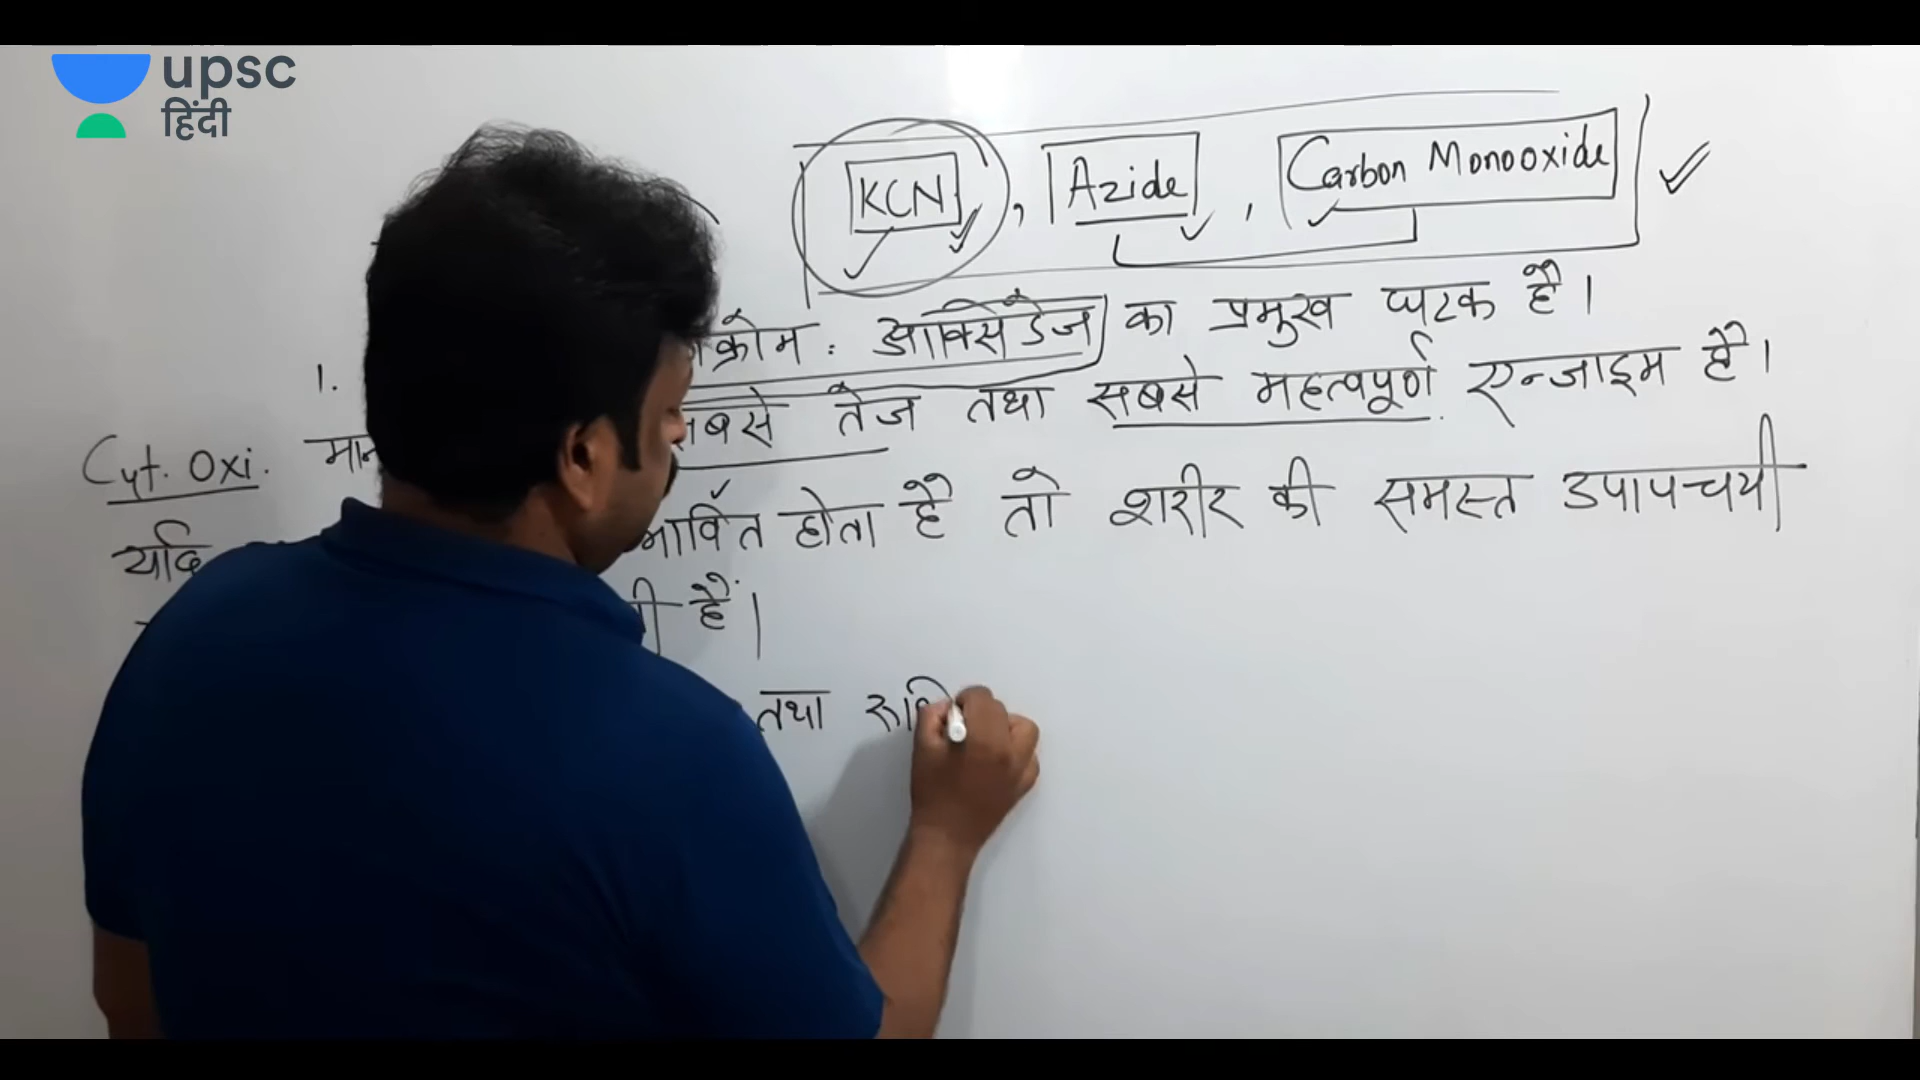 upsc
हिंदी
KCN, Azide, Carbon Monooxide
1. क्रोम : ऑक्सिडेज का प्रमुख घटक है।
सबसे तेज तथा सबसे महत्वपूर्ण एन्जाइम है।
Cyt. Oxi.
यदि होता है तो शरीर की समस्त उपापचयी
हैं।
तथा